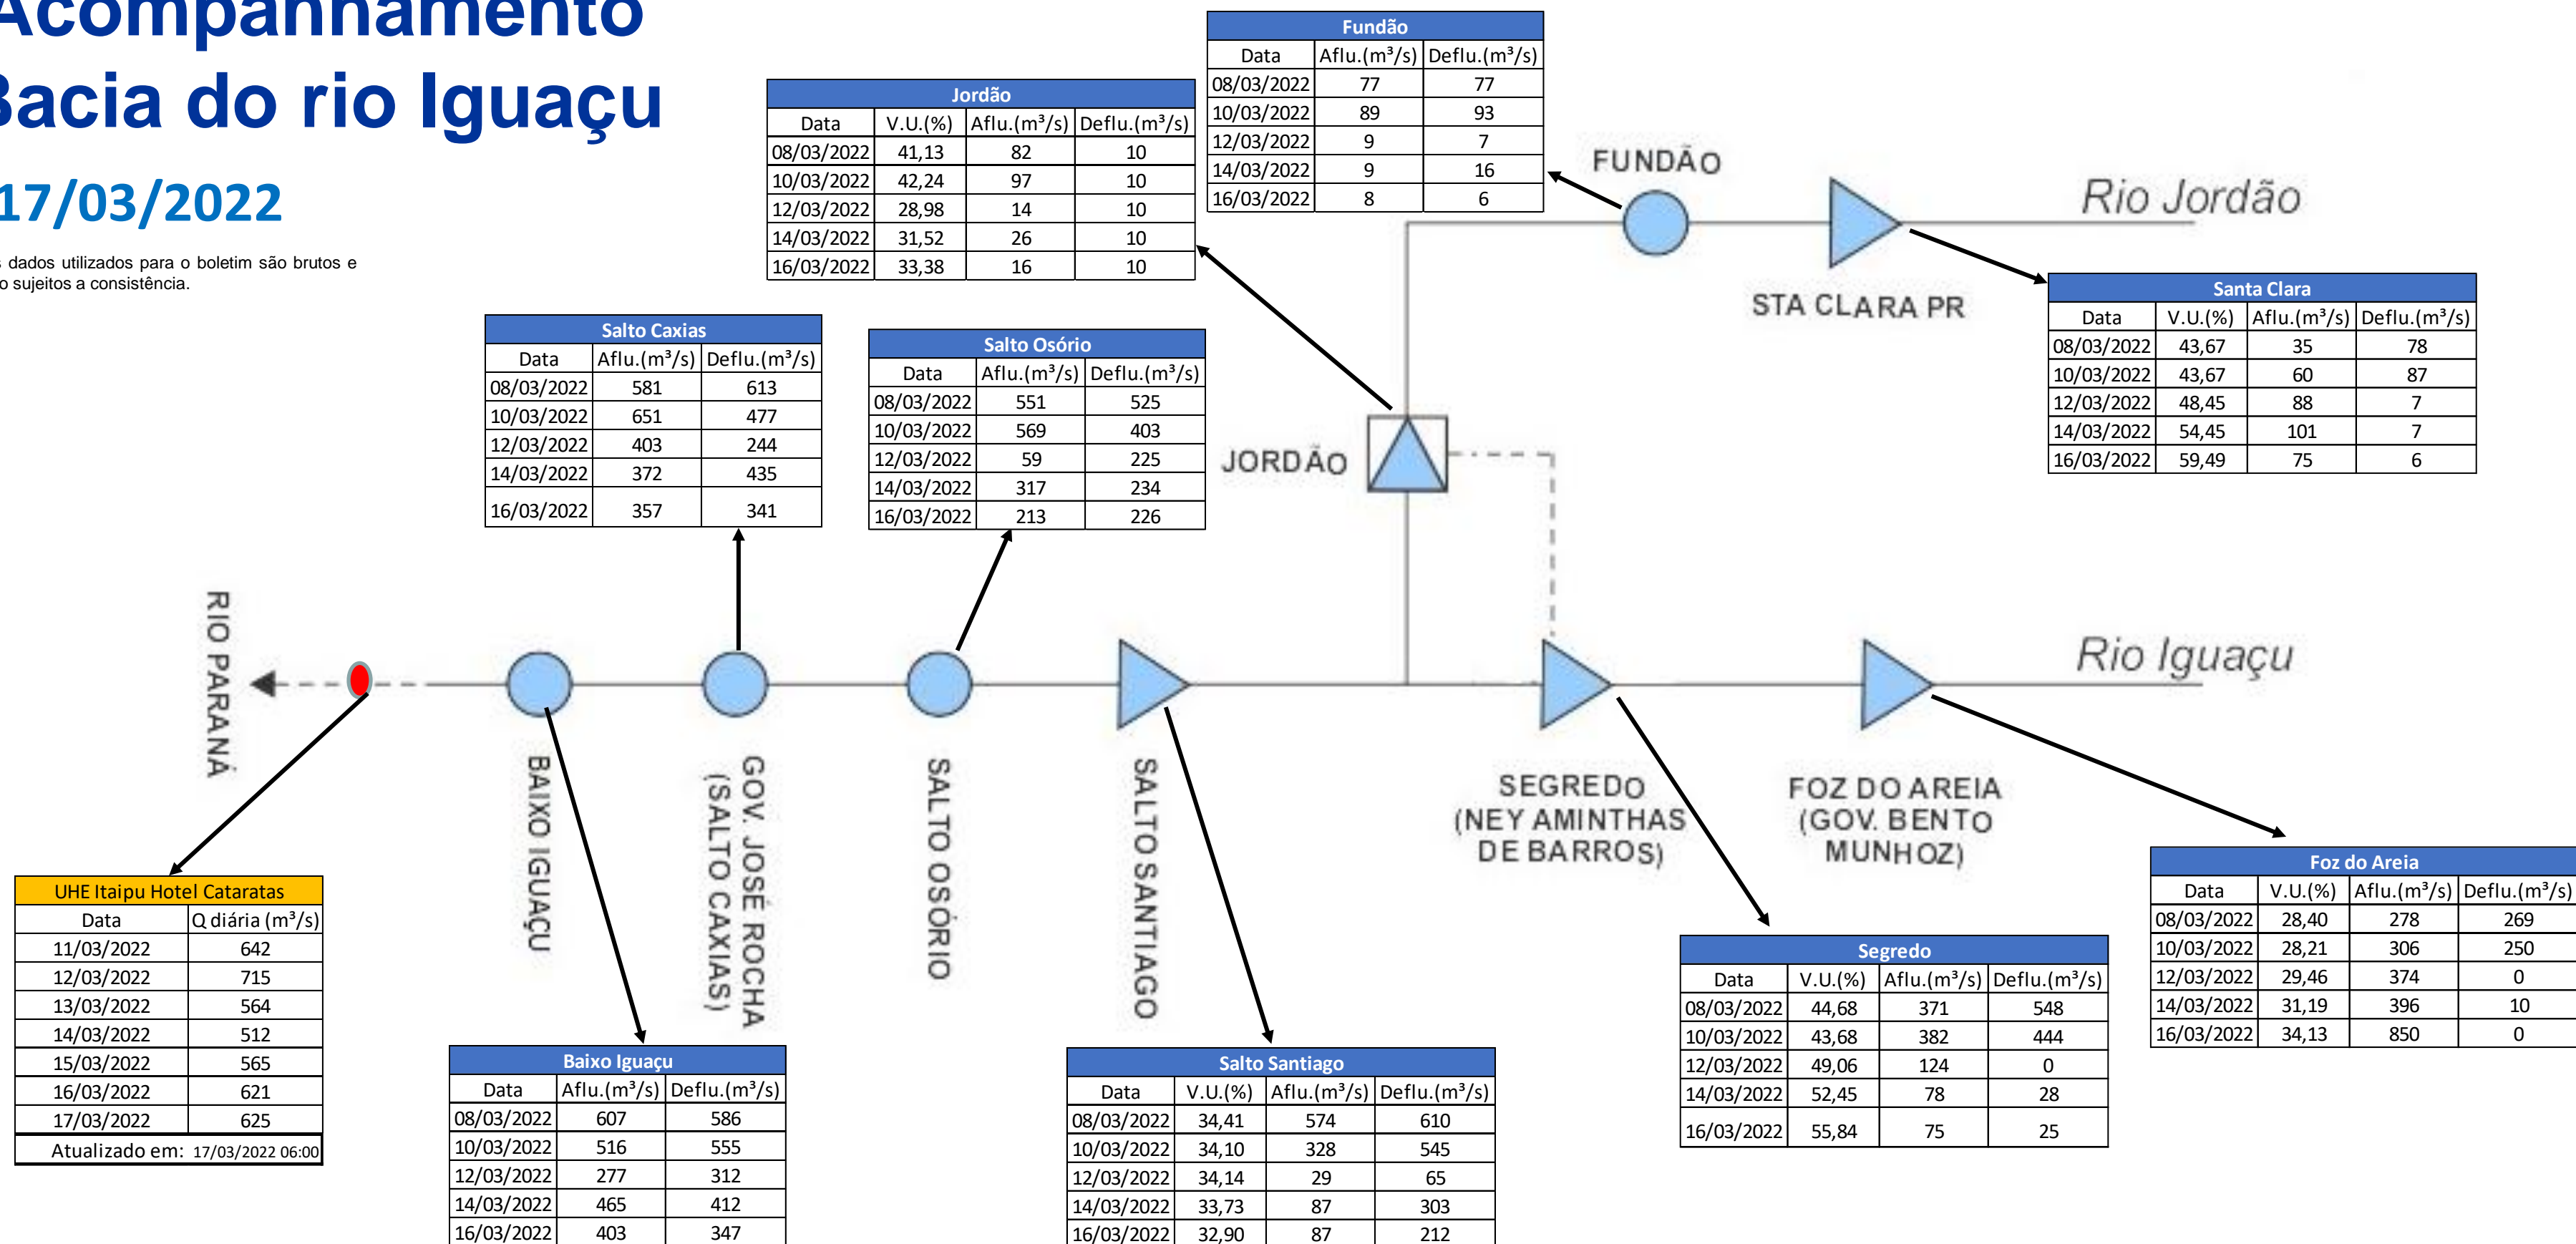 Acompanhamento
Bacia do rio Iguaçu
17/03/2022
dados utilizados para o boletim são brutos e
sujeitos a consistência.
Fundão
Data Aflu.(m³/s) Deflu.(m³/s)
08/03/2022 77 77
10/03/2022 89 93
12/03/2022 9 7
14/03/2022 9 16
16/03/2022 8 6
Jordão
Data V.U.(%) Aflu.(m³/s) Deflu.(m³/s)
08/03/2022 41,13 82 10
10/03/2022 42,24 97 10
12/03/2022 28,98 14 10
14/03/2022 31,52 26 10
16/03/2022 33,38 16 10
FUNDÃO
STA CLARA PR
Rio Jordão
Santa Clara
Data V.U.(%) Aflu.(m³/s) Deflu.(m³/s)
08/03/2022 43,67 35 78
10/03/2022 43,67 60 87
12/03/2022 48,45 88 7
14/03/2022 54,45 101 7
16/03/2022 59,49 75 6
Salto Caxias
Data Aflu.(m³/s) Deflu.(m³/s)
08/03/2022 581 613
10/03/2022 651 477
12/03/2022 403 244
14/03/2022 372 435
16/03/2022 357 341
Salto Osório
Data Aflu.(m³/s) Deflu.(m³/s)
08/03/2022 551 525
10/03/2022 569 403
12/03/2022 59 225
14/03/2022 317 234
16/03/2022 213 226
JORDÃO
RIO PARANÁ
Rio Iguaçu
BAIXO IGUAÇU
GOV. JOSÉ ROCHA
(SALTO CAXIAS)
SALTO OSÓRIO
SALTO SANTIAGO
SEGREDO
(NEY AMINTHAS
DE BARROS)
FOZ DO AREIA
(GOV. BENTO
MUNHOZ)
UHE Itaipu Hotel Cataratas
Data Q diária (m³/s)
11/03/2022 642
12/03/2022 715
13/03/2022 564
14/03/2022 512
15/03/2022 565
16/03/2022 621
17/03/2022 625
Atualizado em: 17/03/2022 06:00
Baixo Iguaçu
Data Aflu.(m³/s) Deflu.(m³/s)
08/03/2022 607 586
10/03/2022 516 555
12/03/2022 277 312
14/03/2022 465 412
16/03/2022 403 347
Salto Santiago
Data V.U.(%) Aflu.(m³/s) Deflu.(m³/s)
08/03/2022 34,41 574 610
10/03/2022 34,10 328 545
12/03/2022 34,14 29 65
14/03/2022 33,73 87 303
16/03/2022 32,90 87 212
Segredo
Data V.U.(%) Aflu.(m³/s) Deflu.(m³/s)
08/03/2022 44,68 371 548
10/03/2022 43,68 382 444
12/03/2022 49,06 124 0
14/03/2022 52,45 78 28
16/03/2022 55,84 75 25
Foz do Areia
Data V.U.(%) Aflu.(m³/s) Deflu.(m³/s)
08/03/2022 28,40 278 269
10/03/2022 28,21 306 250
12/03/2022 29,46 374 0
14/03/2022 31,19 396 10
16/03/2022 34,13 850 0